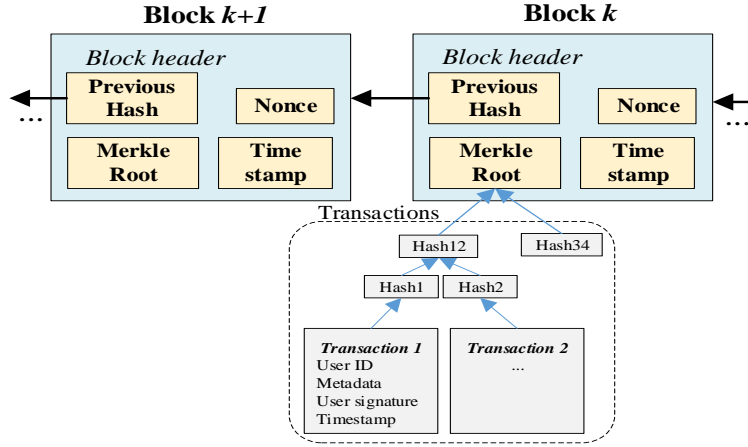 Block k+1
Block header
Previous
Hash
Nonce
Merkle
Root
Time
stamp
...
Block k
Block header
Previous
Hash
Nonce
Merkle
Root
Time
stamp
...
Transactions
Hash12
Hash34
Hash1
Hash2
Transaction 1
User ID
Metadata
User signature
Timestamp
Transaction 2
...